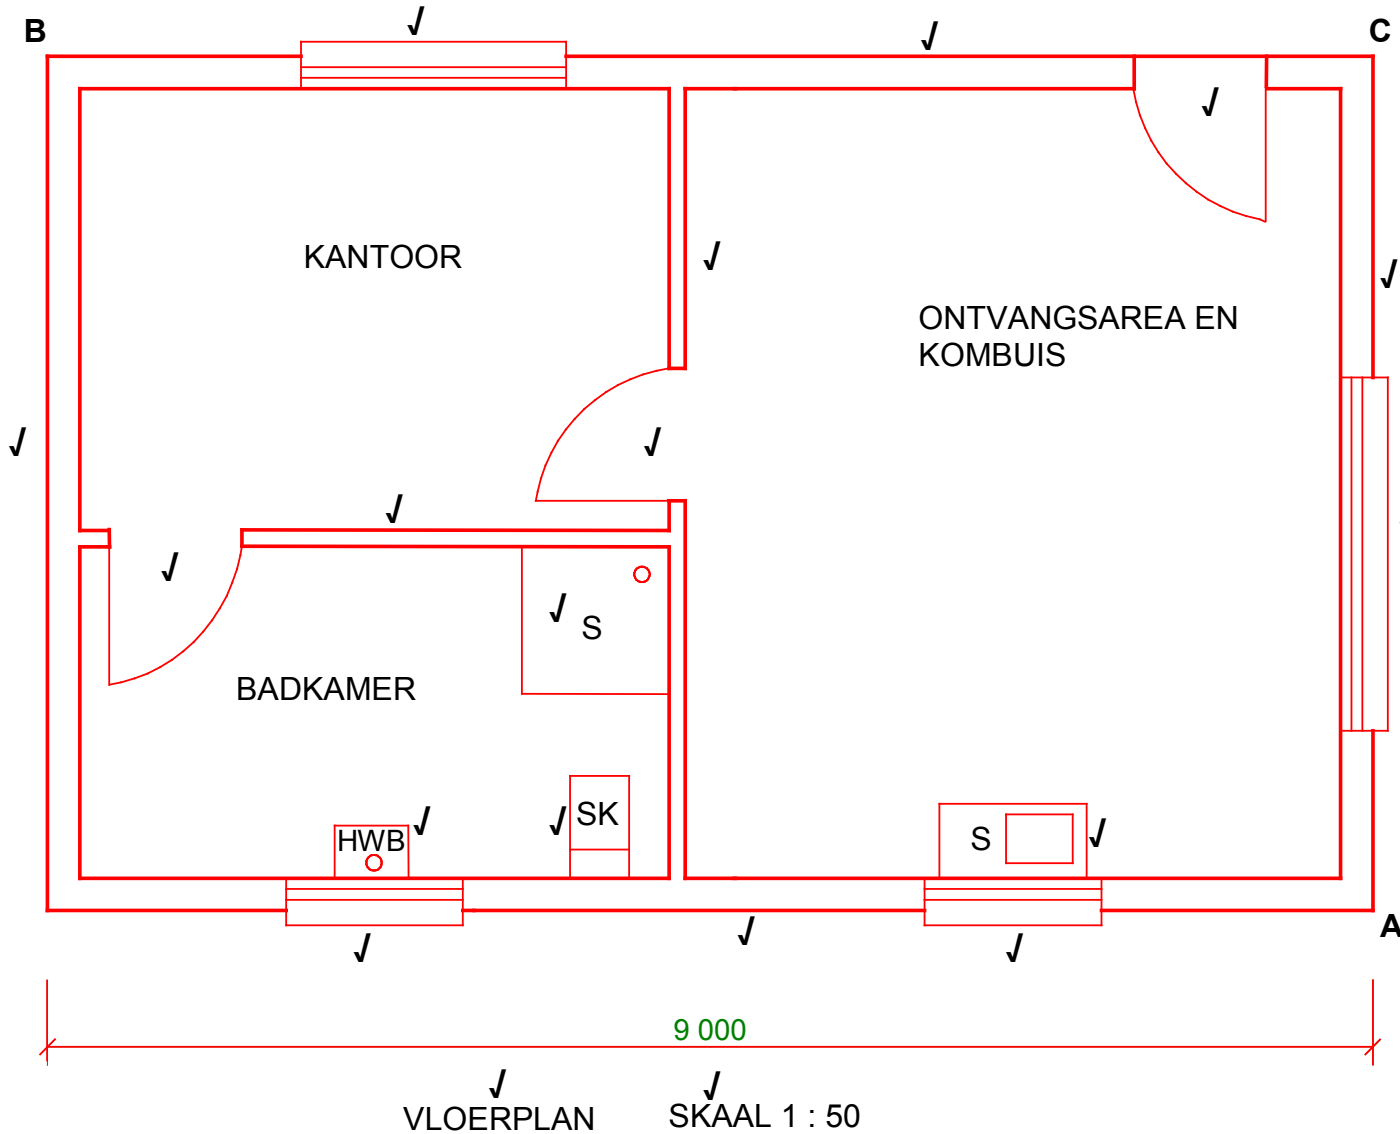 B
C
KANTOOR
ONTVANGSAREA EN
KOMBUIS
S
BADKAMER
SK
HWB
S
A
9 000
VLOERPLAN SKAAL 1 : 50